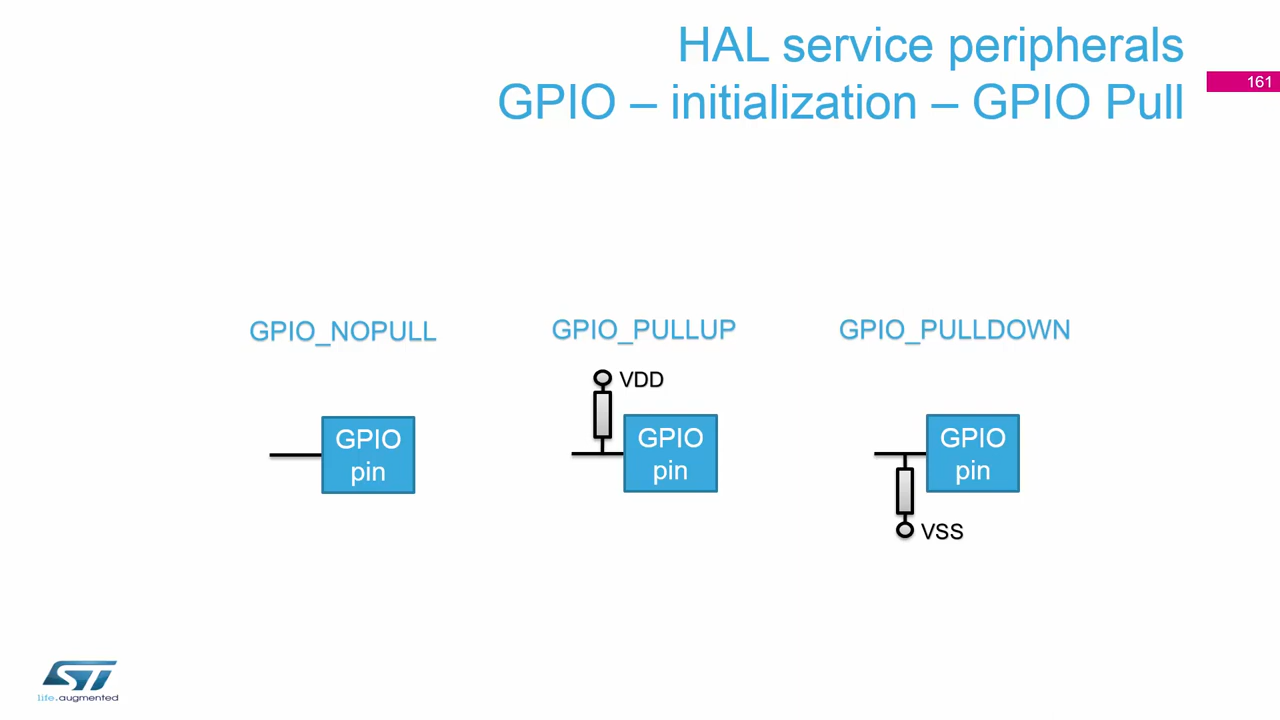 HAL service peripherals
GPIO – initialization – GPIO Pull
161
GPIO_NOPULL
GPIO_PULLUP
GPIO_PULLDOWN
VDD
GPIO
pin
GPIO
pin
GPIO
pin
VSS
ST
life.augmented